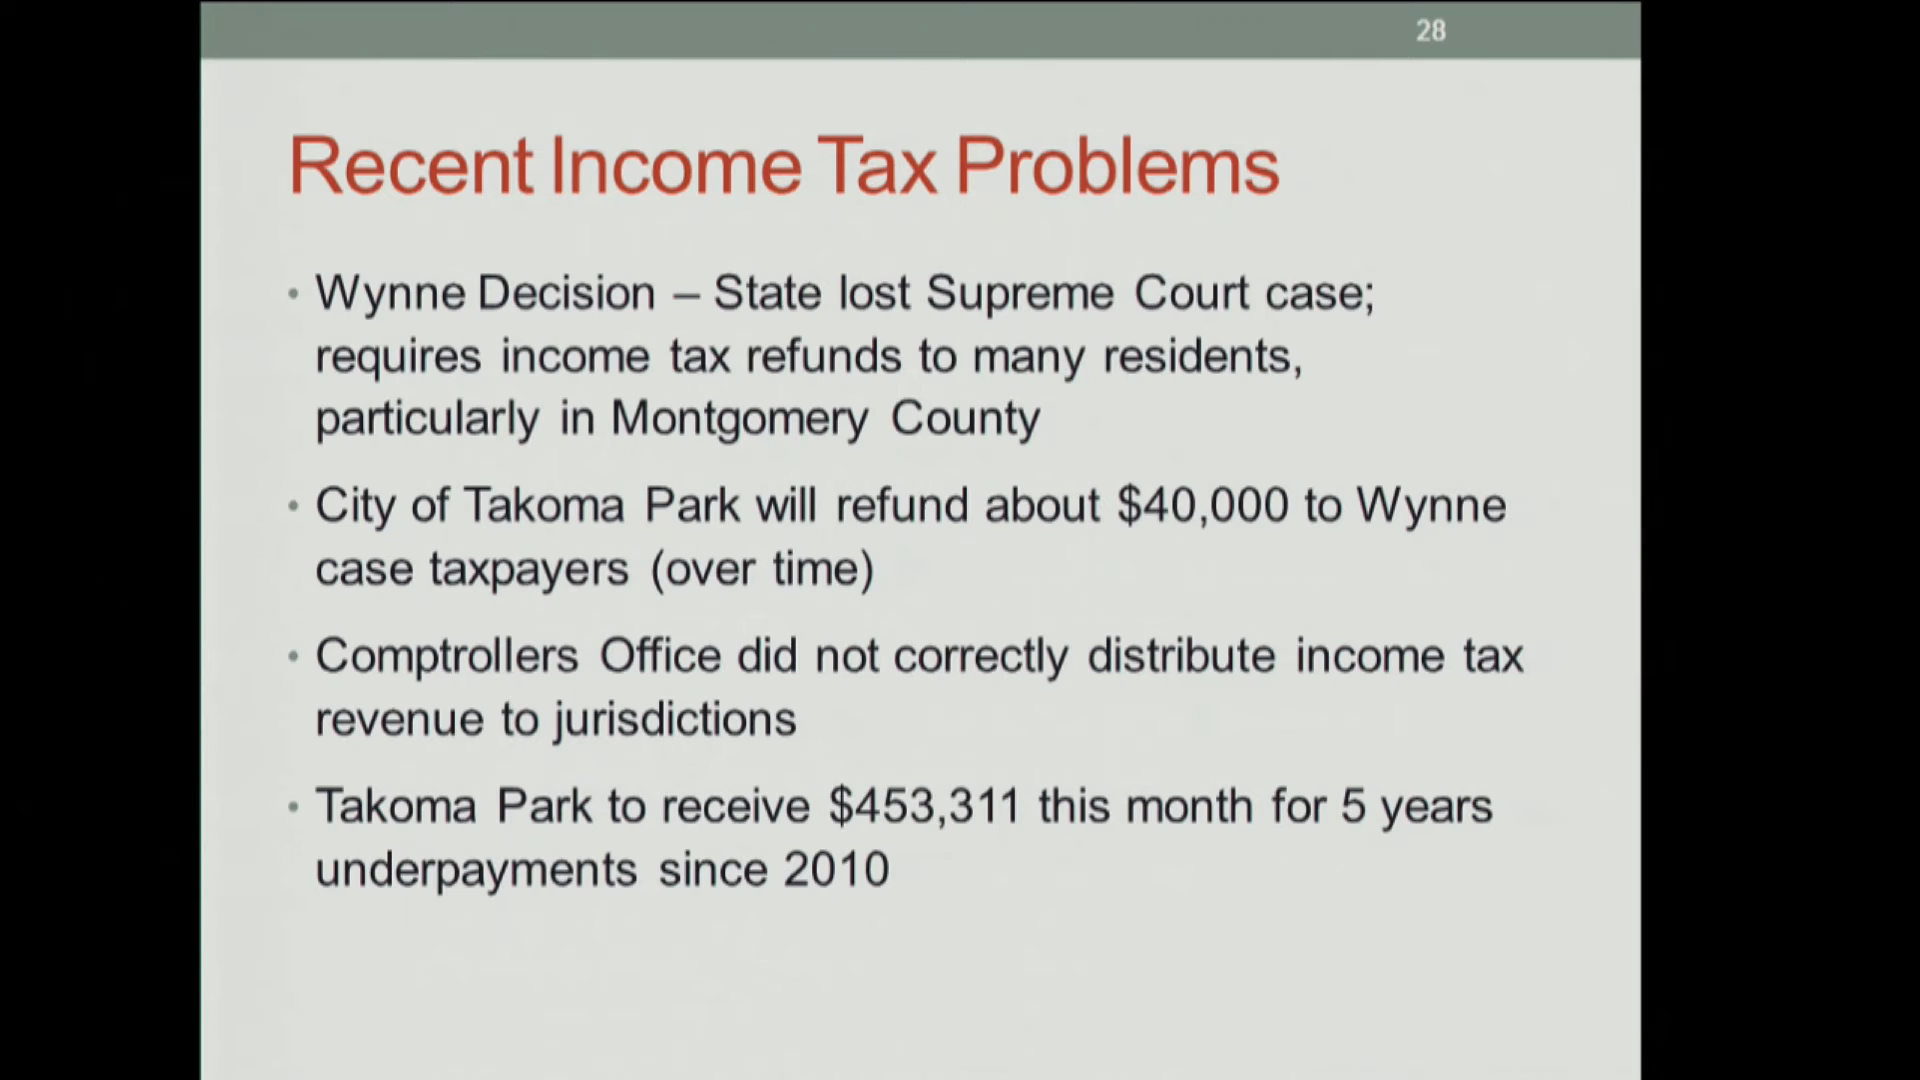 28
Recent Income Tax Problems
• Wynne Decision – State lost Supreme Court case;
requires income tax refunds to many residents,
particularly in Montgomery County
• City of Takoma Park will refund about $40,000 to Wynne
case taxpayers (over time)
• Comptrollers Office did not correctly distribute income tax
revenue to jurisdictions
• Takoma Park to receive $453,311 this month for 5 years
underpayments since 2010